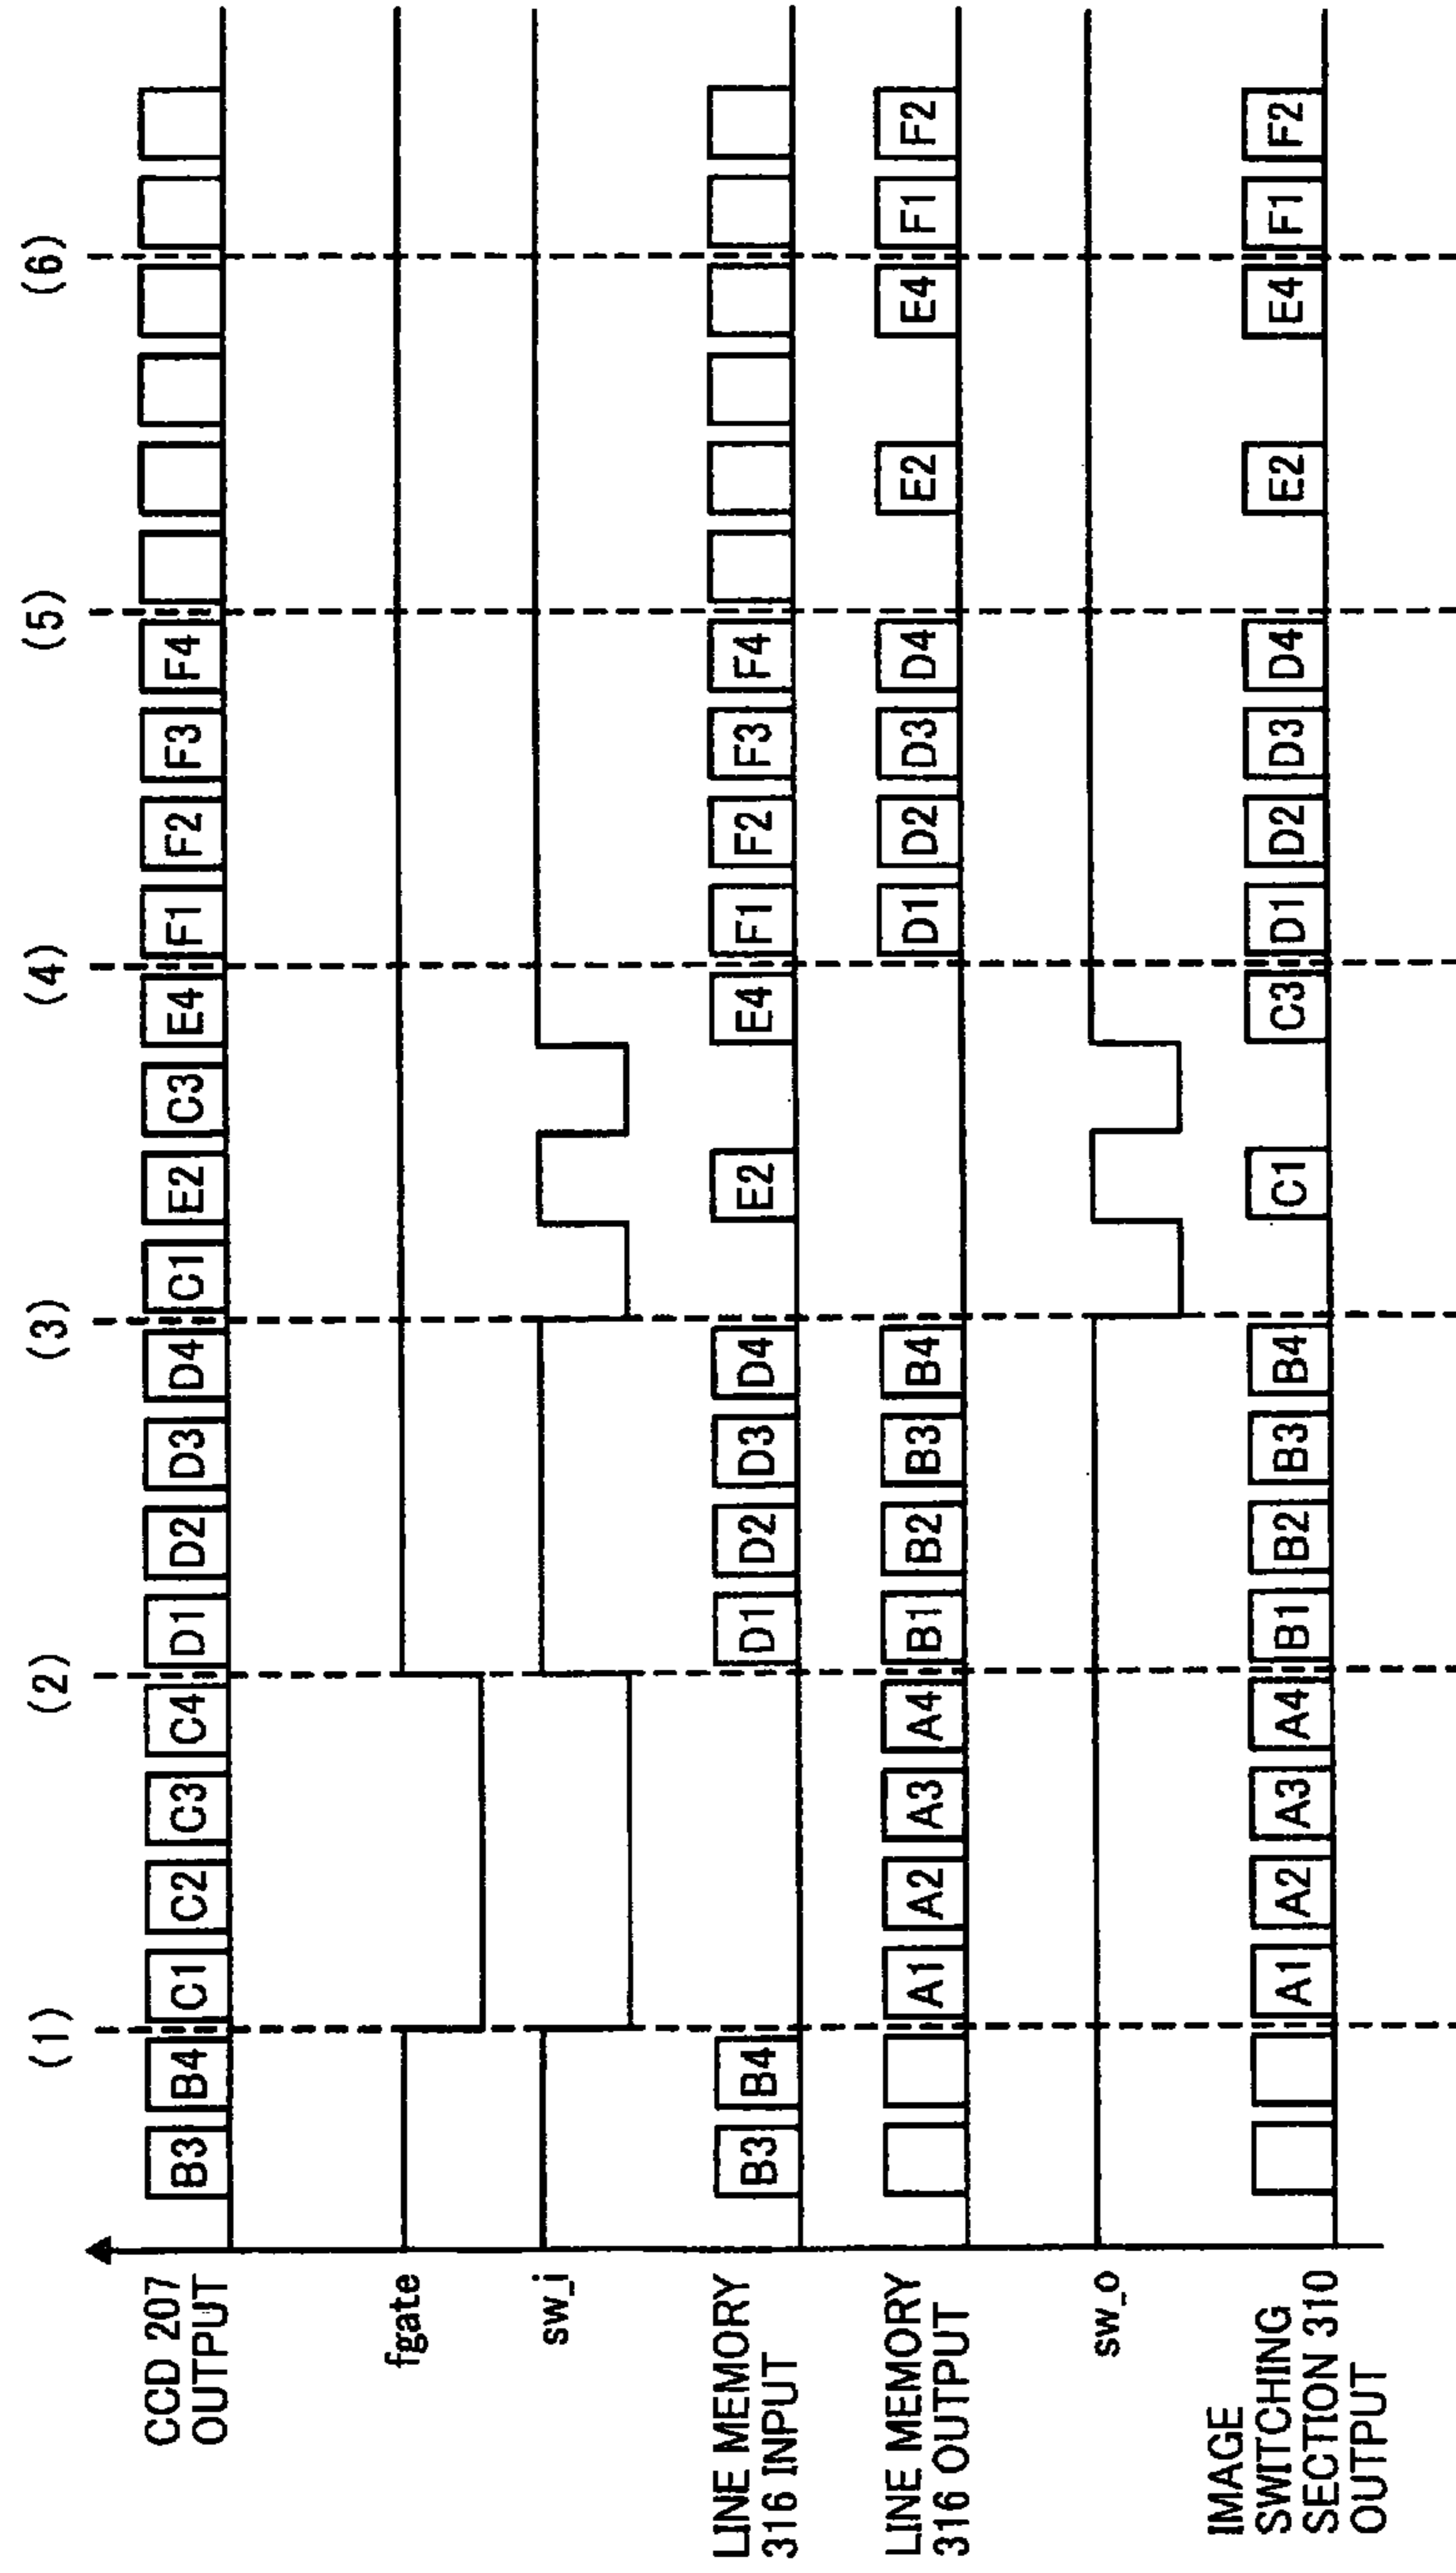 (1) (2) (3) (4) (5) (6)
CCD 207
OUTPUT
B3 B4 C1 C2 C3 C4 D1 D2 D3 D4 C1 E2 C3 E4 F1 F2 F3 F4
fgate
sw_i
LINE MEMORY
316 INPUT
B3 B4 D1 D2 D3 D4 E2 E4 F1 F2 F3 F4
LINE MEMORY
316 OUTPUT
A1 A2 A3 A4 B1 B2 B3 B4 D1 D2 D3 D4 E2 E4 F1 F2
sw_o
IMAGE
SWITCHING
SECTION 310
OUTPUT
A1 A2 A3 A4 B1 B2 B3 B4 C1 C3 D1 D2 D3 D4 E2 E4 F1 F2